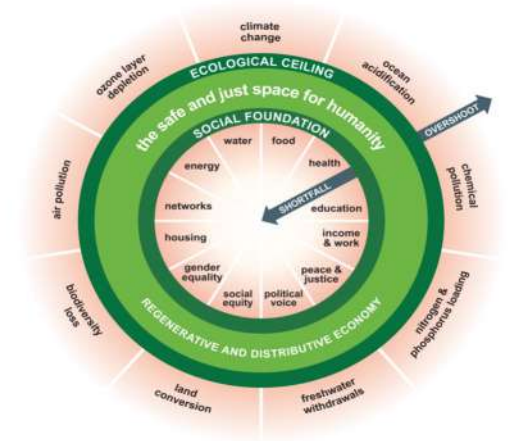 climate
change
ocean
acidification
chemical
pollution
nitrogen &
phosphorus loading
freshwater
withdrawals
land
conversion
biodiversity
loss
air pollution
ozone layer
depletion
ECOLOGICAL CEILING
the safe and just space for humanity
SOCIAL FOUNDATION
OVERSHOOT
SHORTFALL
water
food
health
education
income
& work
peace &
justice
political
voice
social
equity
gender
equality
housing
networks
energy
REGENERATIVE AND DISTRIBUTIVE ECONOMY